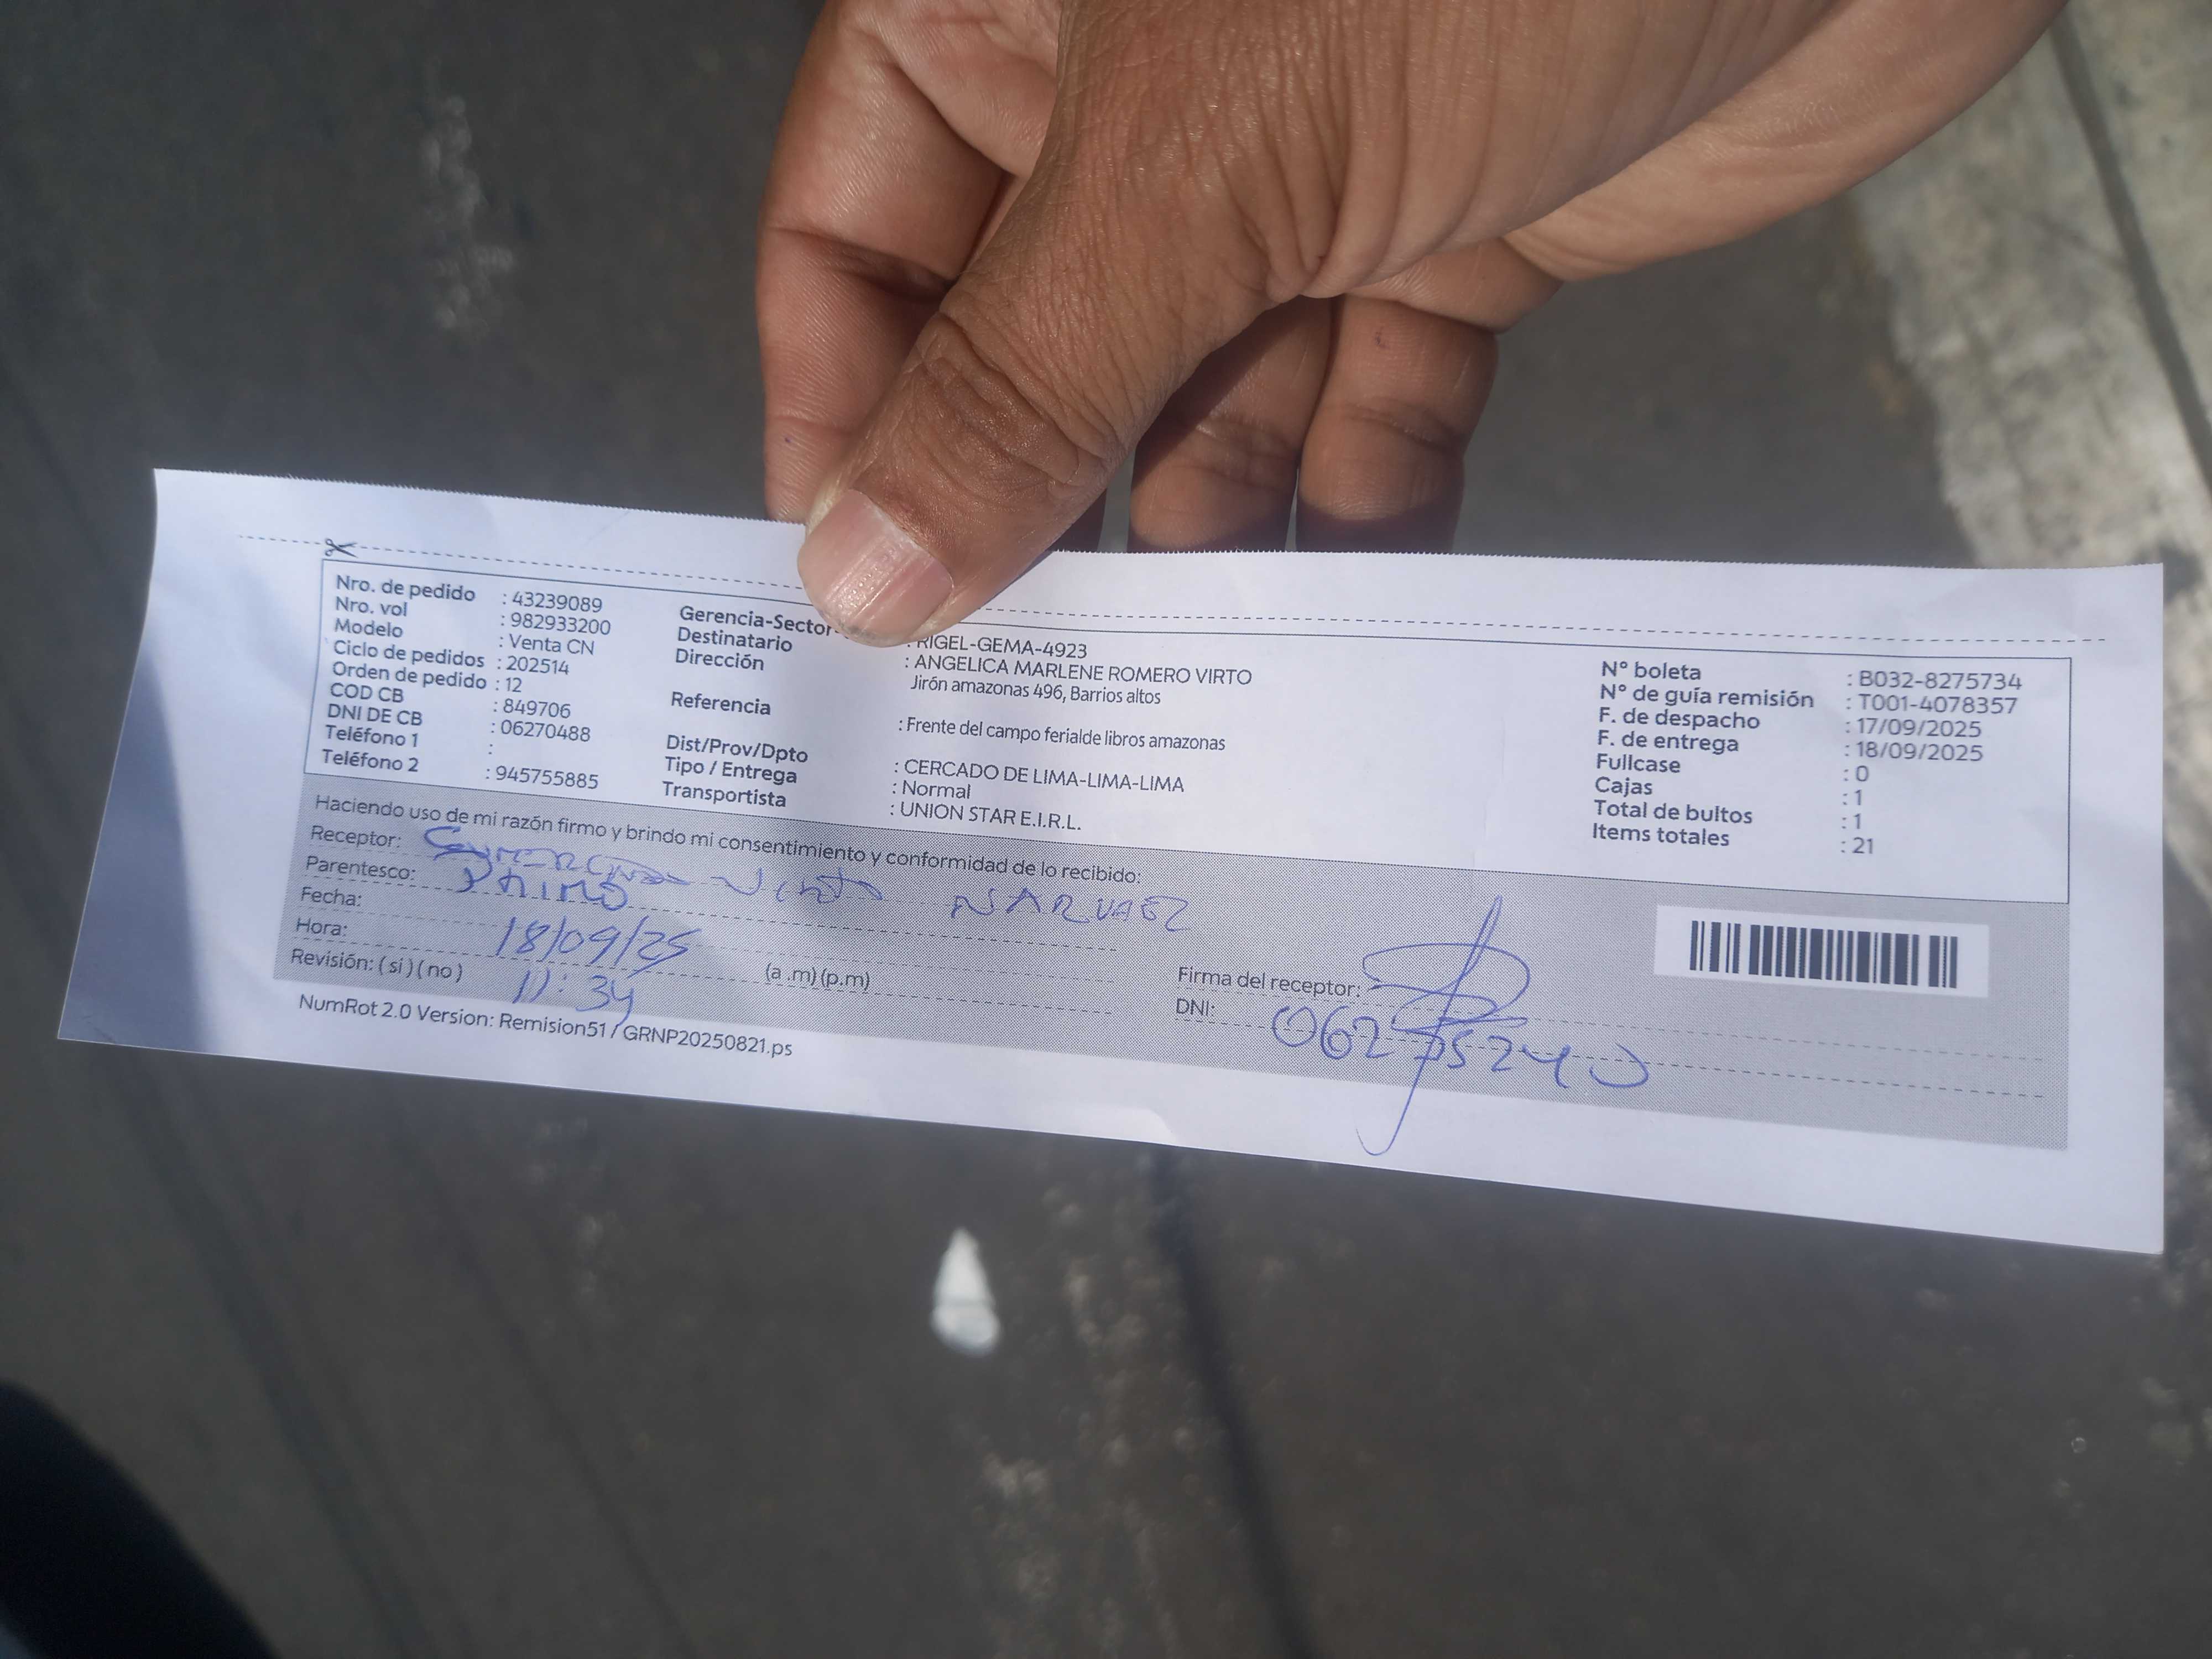 Nro. de pedido : 43239089
Nro. vol : 982933200
Modelo : Venta CN
Ciclo de pedidos : 202514
Orden de pedido : 12
COD CB : 849706
DNI DE CB : 06270488
Teléfono 1 :
Teléfono 2 : 945755885
Gerencia-Sector- : RIGEL-GEMA-4923
Destinatario : ANGELICA MARLENE ROMERO VIRTO
Dirección Jirón amazonas 496, Barrios altos
Referencia : Frente del campo ferialde libros amazonas
Dist/Prov/Dpto : CERCADO DE LIMA-LIMA-LIMA
Tipo / Entrega : Normal
Transportista : UNION STAR E.I.R.L.
N° boleta : B032-8275734
N° de guía remisión : T001-4078357
F. de despacho : 17/09/2025
F. de entrega : 18/09/2025
Fullcase : 0
Cajas : 1
Total de bultos : 1
Items totales : 21
Haciendo uso de mi razón firmo y brindo mi consentimiento y conformidad de lo recibido:
Receptor: NARVAEZ
Parentesco: PRIMO
Fecha: 18/09/25
Hora: 11:34 (a .m) (p.m)
Revisión: ( si ) ( no )
Firma del receptor:
DNI:
NumRot 2.0 Version: Remision51 / GRNP20250821.ps